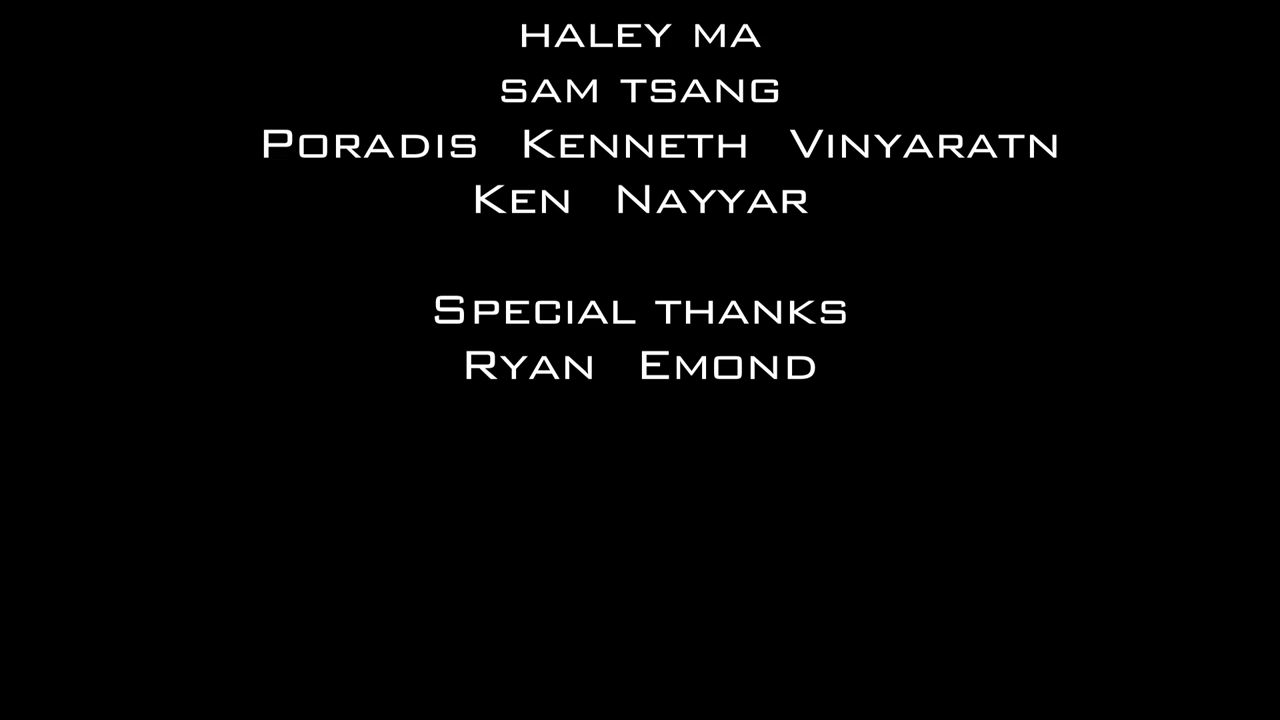 HALEY MA
SAM TSANG
PORADIS KENNETH VINYARATN
KEN NAYYAR
SPECIAL THANKS
RYAN EMOND